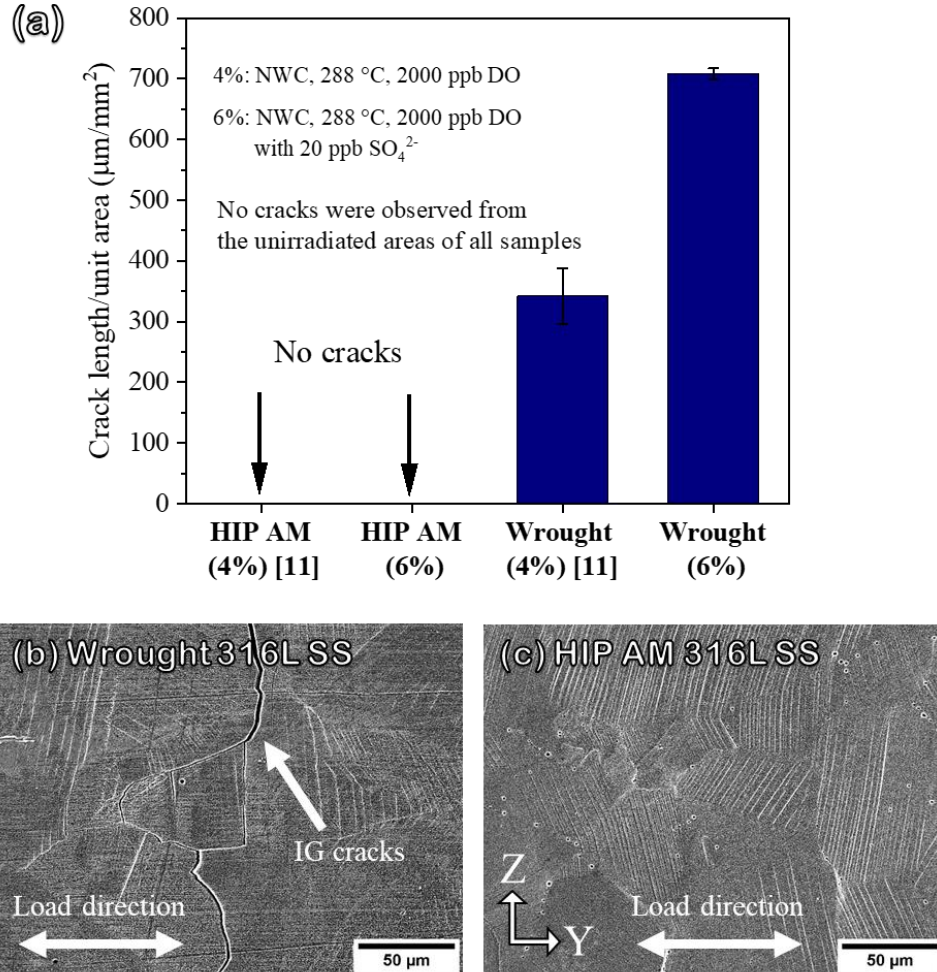 (a)
800
700
600
500
400
300
200
100
0
Crack length/unit area (μm/mm²)
4%: NWC, 288 °C, 2000 ppb DO
6%: NWC, 288 °C, 2000 ppb DO
with 20 ppb SO₄²⁻
No cracks were observed from
the unirradiated areas of all samples
No cracks
HIP AM
(4%) [11]
HIP AM
(6%)
Wrought
(4%) [11]
Wrought
(6%)
(b) Wrought 316L SS
IG cracks
Load direction
50 μm
(c) HIP AM 316L SS
Z
Y
Load direction
50 μm